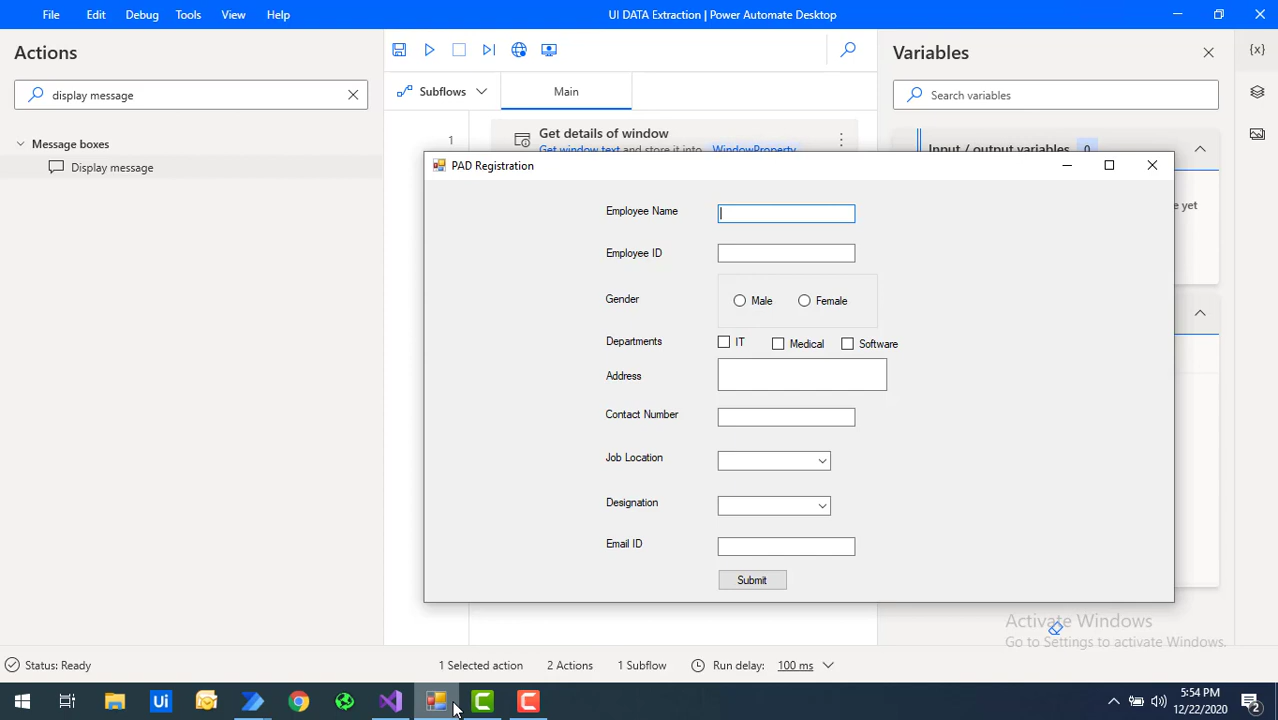 File Edit Debug Tools View Help
UI DATA Extraction | Power Automate Desktop
Actions
display message
Message boxes
Display message
Subflows
Main
1
Get details of window
Get window text and store it into WindowProperty
Variables
{x}
Search variables
Input / output variables 0
yet
PAD Registration
Employee Name
Employee ID
Gender
Male Female
Departments
IT Medical Software
Address
Contact Number
Job Location
Designation
Email ID
Submit
Activate Windows
Go to Settings to activate Windows.
Status: Ready
1 Selected action 2 Actions 1 Subflow Run delay: 100 ms
Ui
5:54 PM
12/22/2020
2